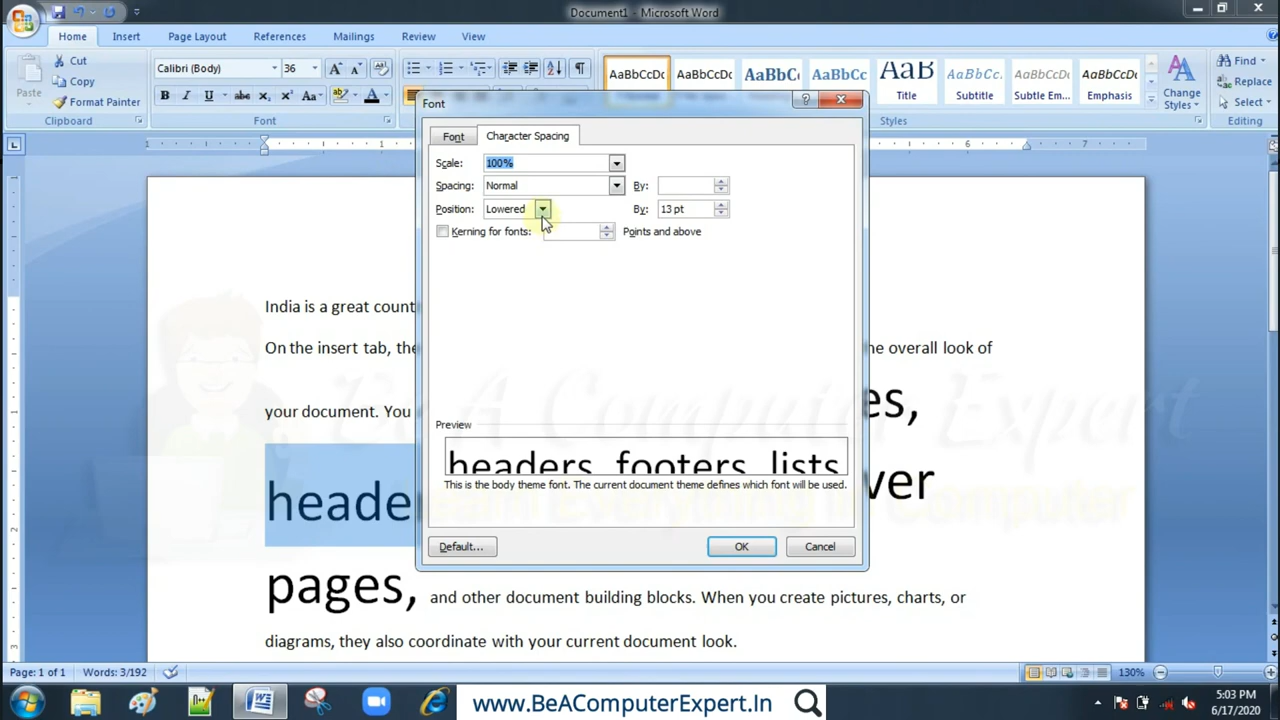 Document1 - Microsoft Word
Home Insert Page Layout References Mailings Review View
Cut
Copy
Format Painter
Paste
Clipboard
Calibri (Body) 36
Font
AaBbCcDc AaBbCcDc AaBbC( AaBbCc AaB AaBbCc. AaBbCcDc AaBbCcDc
Title Subtitle Subtle Em... Emphasis
Change
Styles
Styles
Find
Replace
Select
Editing
Font
Font Character Spacing
Scale: 100%
Spacing: Normal By:
Position: Lowered By: 13 pt
Kerning for fonts: Points and above
Preview
headers, footers, lists,
This is the body theme font. The current document theme defines which font will be used.
Default... OK Cancel
India is a great count
On the insert tab, the he overall look of
your document. You es,
heade ver
pages, and other document building blocks. When you create pictures, charts, or
diagrams, they also coordinate with your current document look.
Be A Computer Expert
Page: 1 of 1 Words: 3/192 130%
www.BeAComputerExpert.In
5:03 PM
6/17/2020